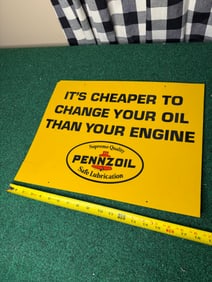 IT'S CHEAPER TO
CHANGE YOUR OIL
THAN YOUR ENGINE
Supreme Quality
PENNZOIL
Safe Lubrication